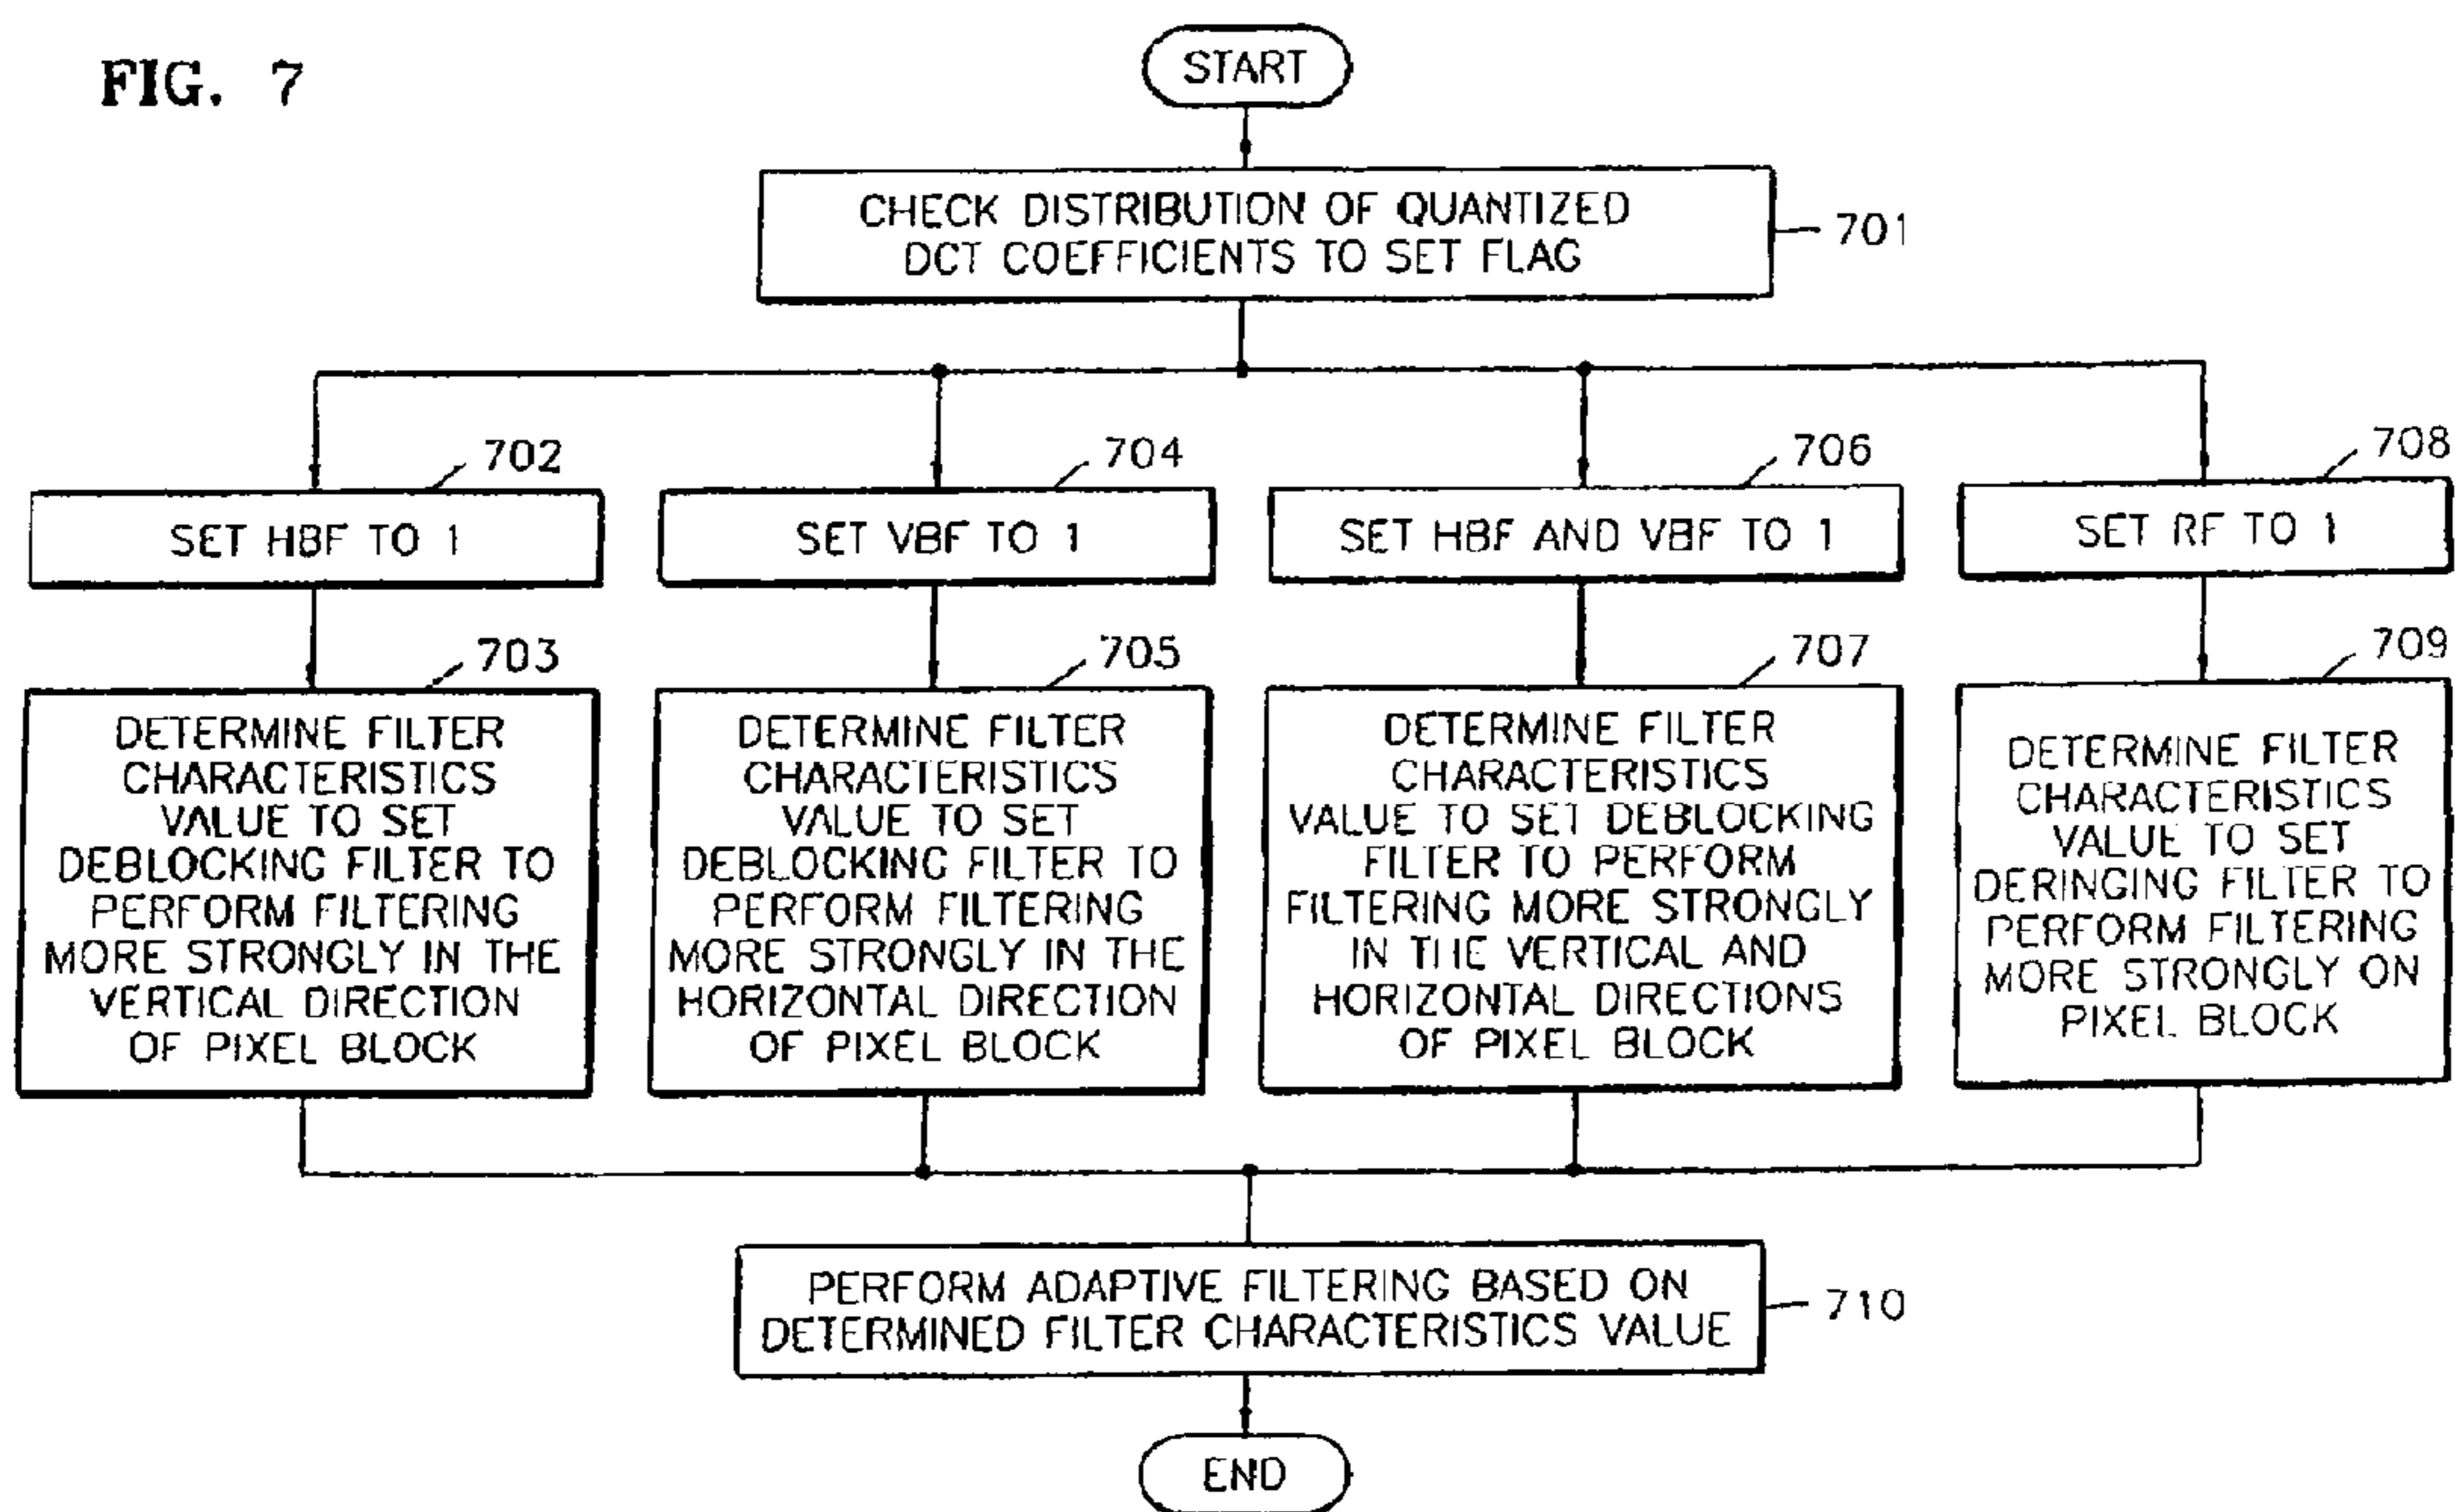 FIG. 7
START
CHECK DISTRIBUTION OF QUANTIZED
DCT COEFFICIENTS TO SET FLAG
701
702
SET HBF TO 1
704
SET VBF TO 1
706
SET HBF AND VBF TO 1
708
SET RF TO 1
703
DETERMINE FILTER
CHARACTERISTICS
VALUE TO SET
DEBLOCKING FILTER TO
PERFORM FILTERING
MORE STRONGLY IN THE
VERTICAL DIRECTION
OF PIXEL BLOCK
705
DETERMINE FILTER
CHARACTERISTICS
VALUE TO SET
DEBLOCKING FILTER TO
PERFORM FILTERING
MORE STRONGLY IN THE
HORIZONTAL DIRECTION
OF PIXEL BLOCK
707
DETERMINE FILTER
CHARACTERISTICS
VALUE TO SET DEBLOCKING
FILTER TO PERFORM
FILTERING MORE STRONGLY
IN THE VERTICAL AND
HORIZONTAL DIRECTIONS
OF PIXEL BLOCK
709
DETERMINE FILTER
CHARACTERISTICS
VALUE TO SET
DERINGING FILTER TO
PERFORM FILTERING
MORE STRONGLY ON
PIXEL BLOCK
PERFORM ADAPTIVE FILTERING BASED ON
DETERMINED FILTER CHARACTERISTICS VALUE
710
END